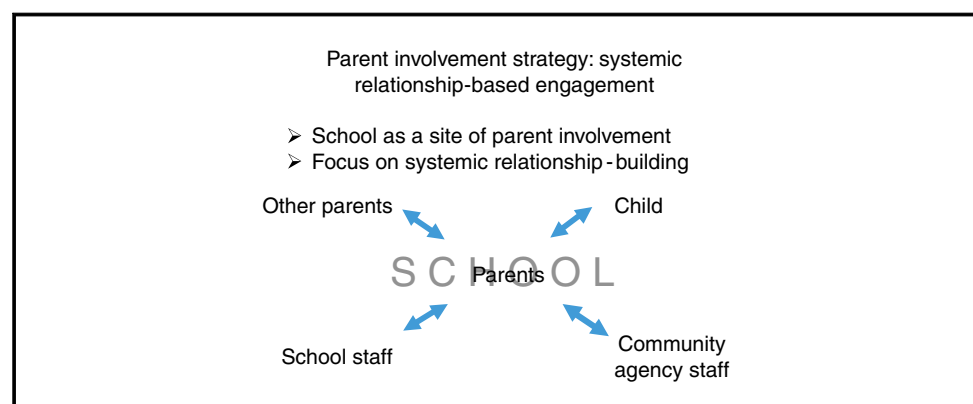 Parent involvement strategy: systemic
relationship-based engagement
➢ School as a site of parent involvement
➢ Focus on systemic relationship-building
Other parents
Child
SCHOOL
Parents
School staff
Community
agency staff